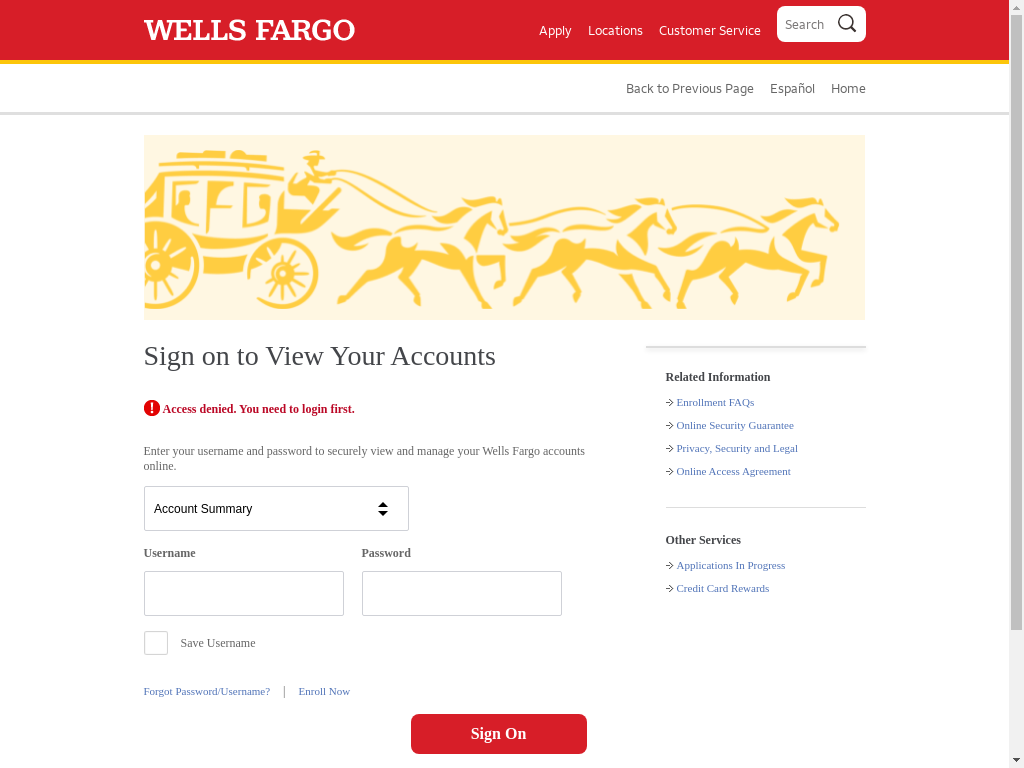 WELLS FARGO
Apply
Locations
Customer Service
Search
Back to Previous Page
Español
Home
Sign on to View Your Accounts
Access denied. You need to login first.
Enter your username and password to securely view and manage your Wells Fargo accounts
online.
Account Summary
Username
Password
Save Username
Forgot Password/Username? | Enroll Now
Sign On
Related Information
Enrollment FAQs
Online Security Guarantee
Privacy, Security and Legal
Online Access Agreement
Other Services
Applications In Progress
Credit Card Rewards